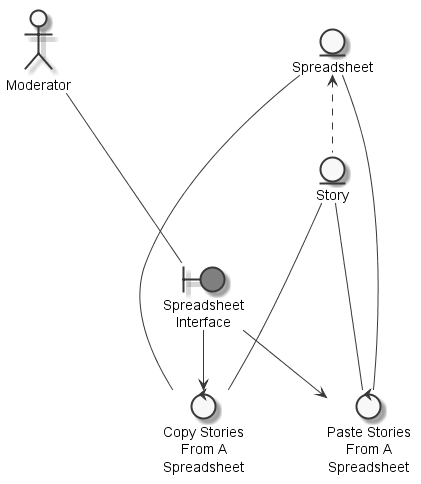 Moderator
Spreadsheet
Story
Spreadsheet
Interface
Copy Stories
From A
Spreadsheet
Paste Stories
From A
Spreadsheet